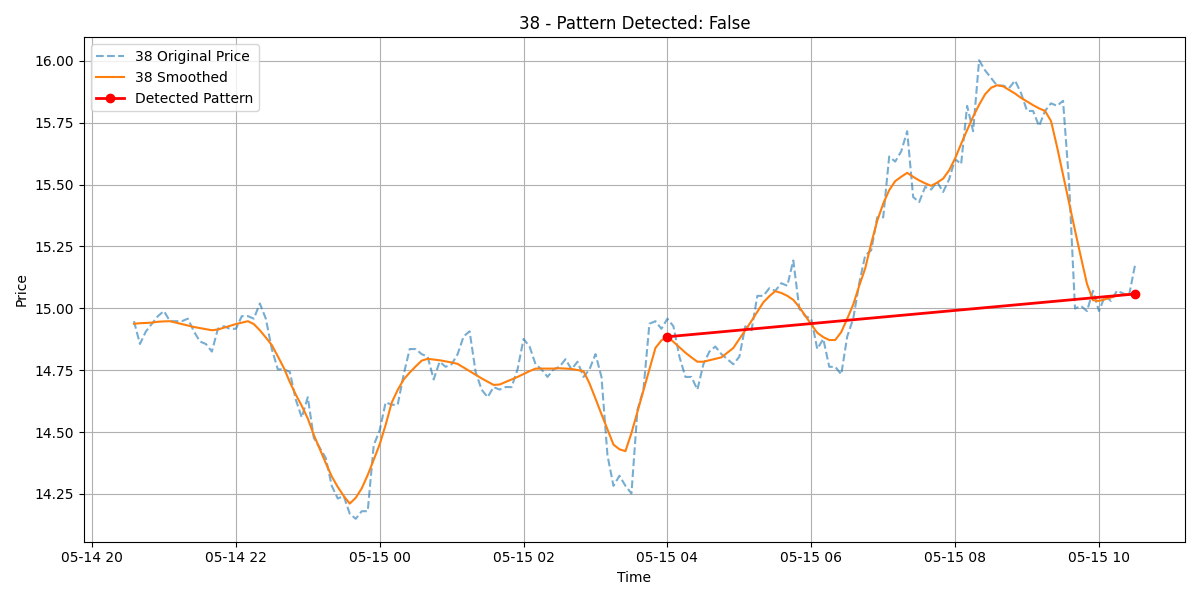 38 - Pattern Detected: False
38 Original Price
38 Smoothed
Detected Pattern
16.00
15.75
15.50
15.25
15.00
14.75
14.50
14.25
Price
05-14 20 05-14 22 05-15 00 05-15 02 05-15 04 05-15 06 05-15 08 05-15 10
Time